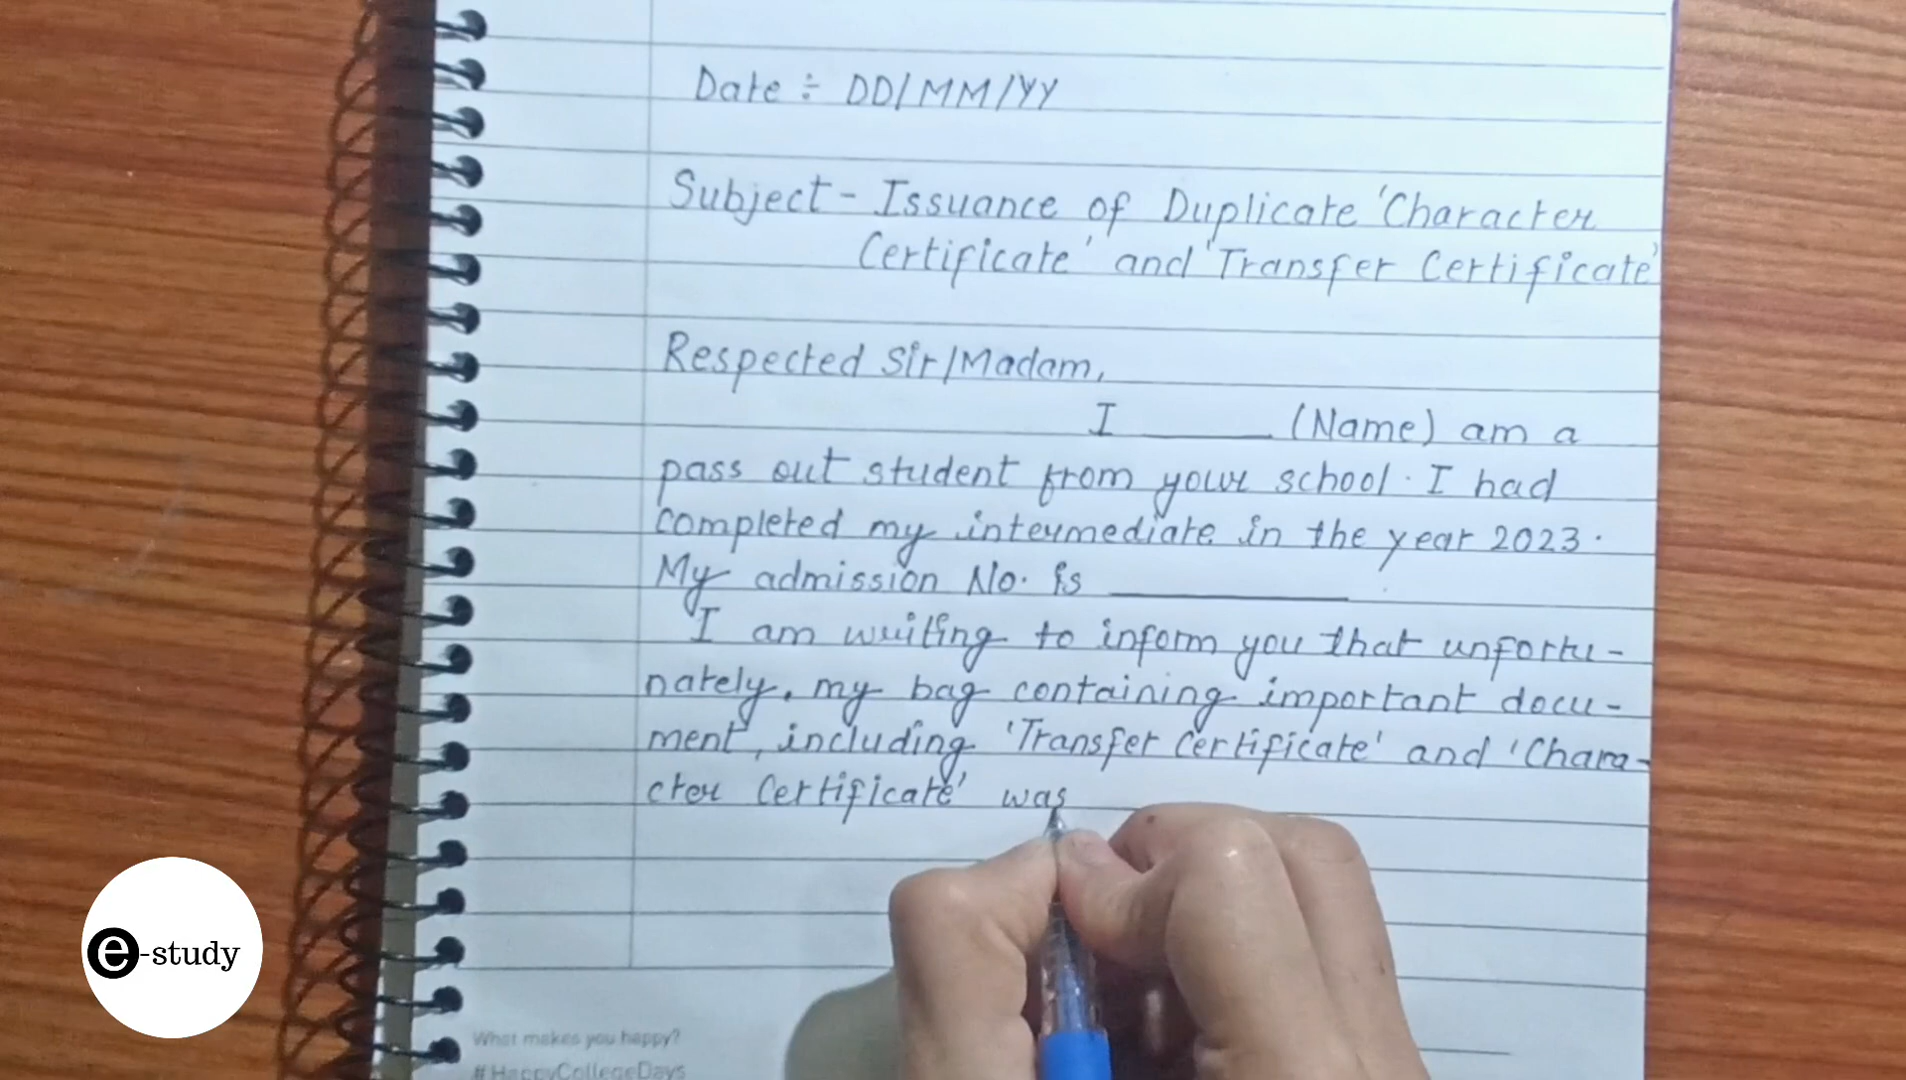 Date ÷ DD/MM/YY
Subject - Issuance of Duplicate 'Character
Certificate' and 'Transfer Certificate'
Respected Sir/Madam,
I ______ (Name) am a
pass out student from your school. I had
completed my intermediate in the year 2023.
My admission No. is __________
I am writing to inform you that unfortu-
nately, my bag containing important docu-
ment, including 'Transfer Certificate' and 'Chara-
cter Certificate' was
e-study
What makes you happy?
#HappyCollegeDays